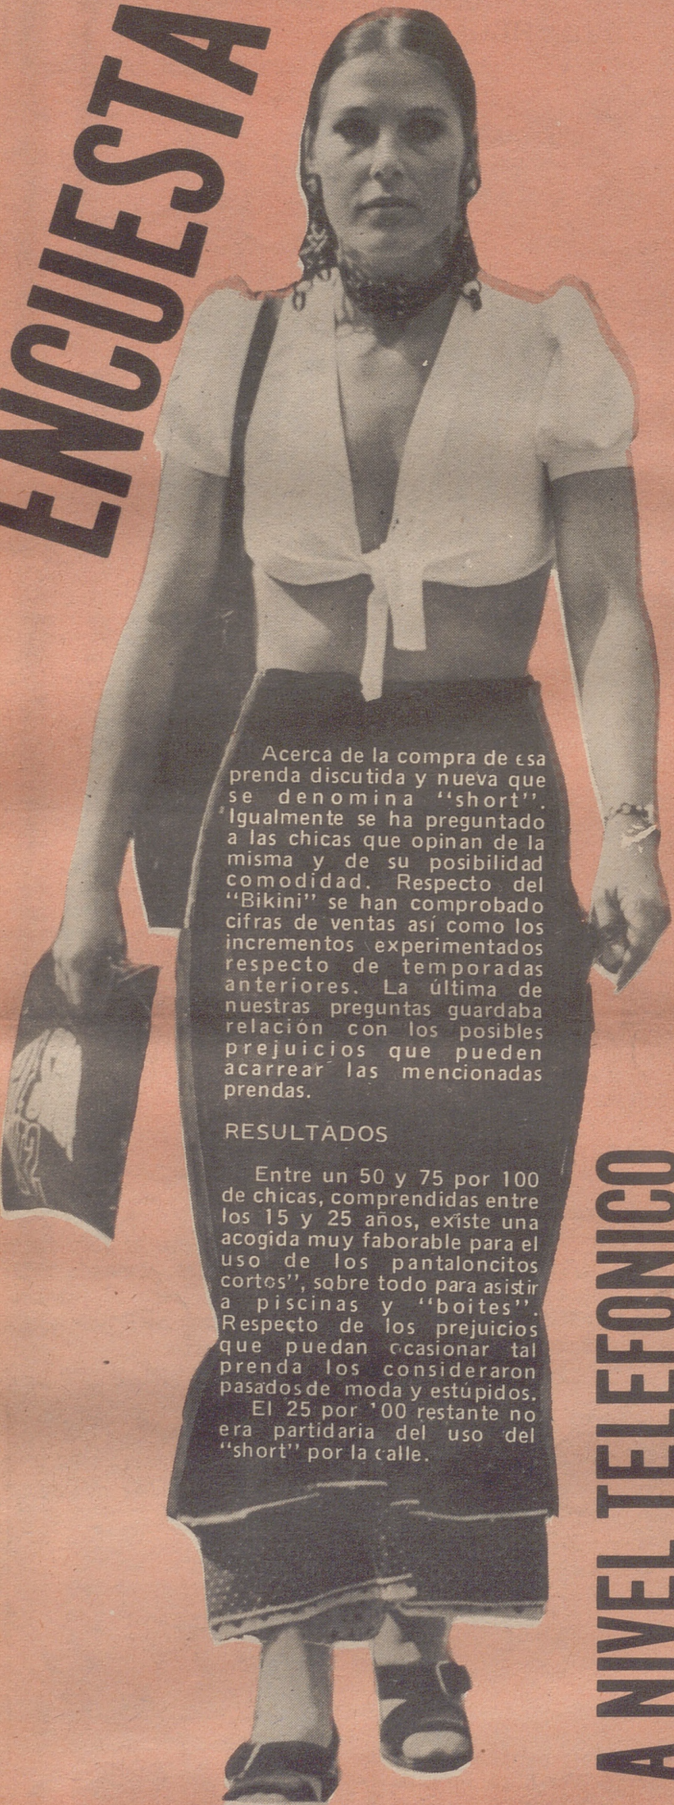 ENCUESTA
Acerca de la compra de esa
prenda discutida y nueva que
se denomina “short”.
Igualmente se ha preguntado
a las chicas que opinan de la
misma y de su posibilidad
comodidad. Respecto del
“Bikini” se han comprobado
cifras de ventas así como los
incrementos experimentados
respecto de temporadas
anteriores. La última de
nuestras preguntas guardaba
relación con los posibles
prejuicios que pueden
acarrear las mencionadas
prendas.
RESULTADOS
Entre un 50 y 75 por 100
de chicas, comprendidas entre
los 15 y 25 años, existe una
acogida muy faborable para el
uso de los pantaloncitos
cortos”, sobre todo para asistir
a piscinas y “boites”.
Respecto de los prejuicios
que puedan ocasionar tal
prenda los consideraron
pasados de moda y estúpidos.
El 25 por '00 restante no
era partidaria del uso del
“short” por la calle.
A NIVEL TELEFONICO